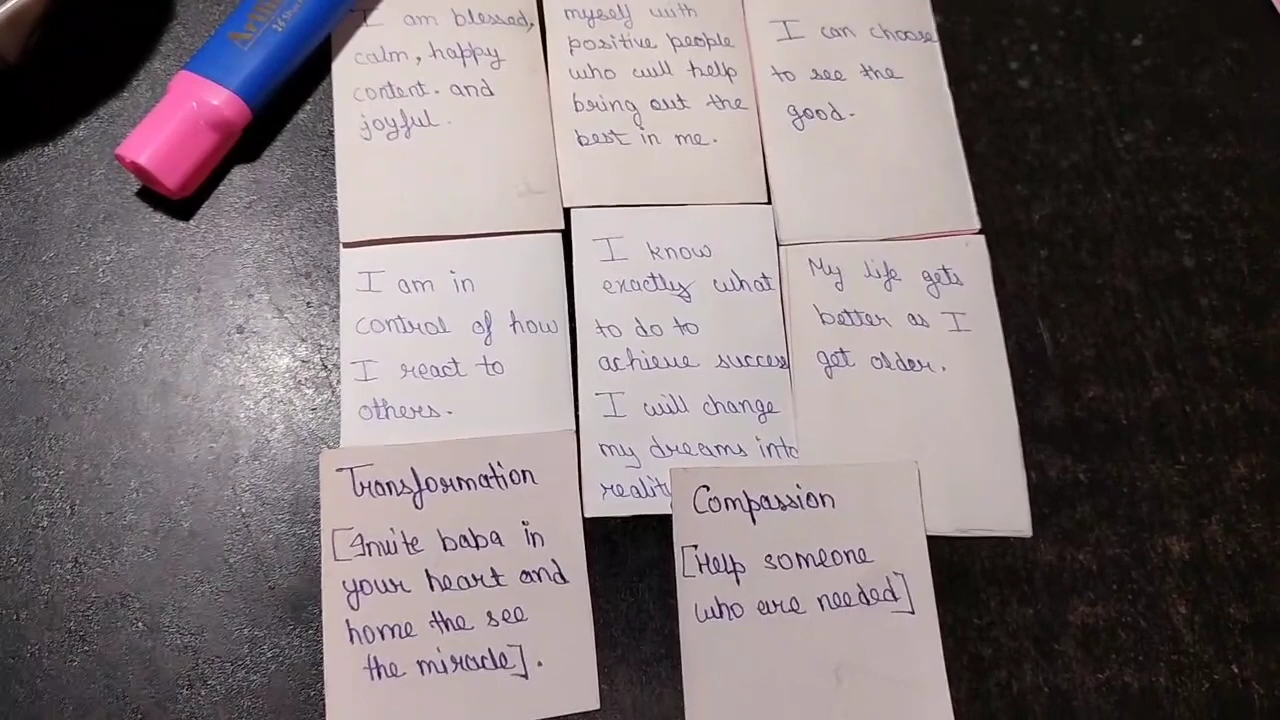 I am blessed,
calm, happy
content. and
joyful.
myself with
positive people
who will help
bring out the
best in me.
I can choose
to see the
good.
I am in
control of how
I react to
others.
I know
exactly what
to do to
achieve success
I will change
my dreams into
reality
My life gets
better as I
get older.
Transformation
[Invite baba in
your heart and
home the see
the miracle].
Compassion
[Help someone
who are needed]